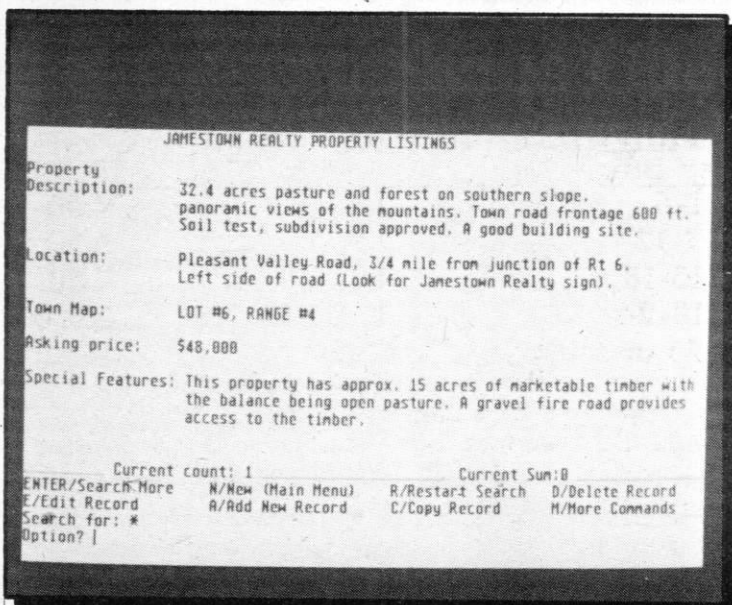 JAMESTOWN REALTY PROPERTY LISTINGS
Property
Description: 32.4 acres pasture and forest on southern slope.
panoramic views of the mountains. Town road frontage 600 ft.
Soil test, subdivision approved. A good building site.
Location: Pleasant Valley Road, 3/4 mile from junction of Rt 6.
Left side of road (Look for Jamestown Realty sign).
Town Map: LOT #6, RANGE #4
Asking price: $48,000
Special Features: This property has approx. 15 acres of marketable timber with
the balance being open pasture. A gravel fire road provides
access to the timber.
Current count: 1 Current Sum:0
ENTER/Search More N/New (Main Menu) R/Restart Search D/Delete Record
E/Edit Record A/Add New Record C/Copy Record M/More Commands
Search for: *
Option? |